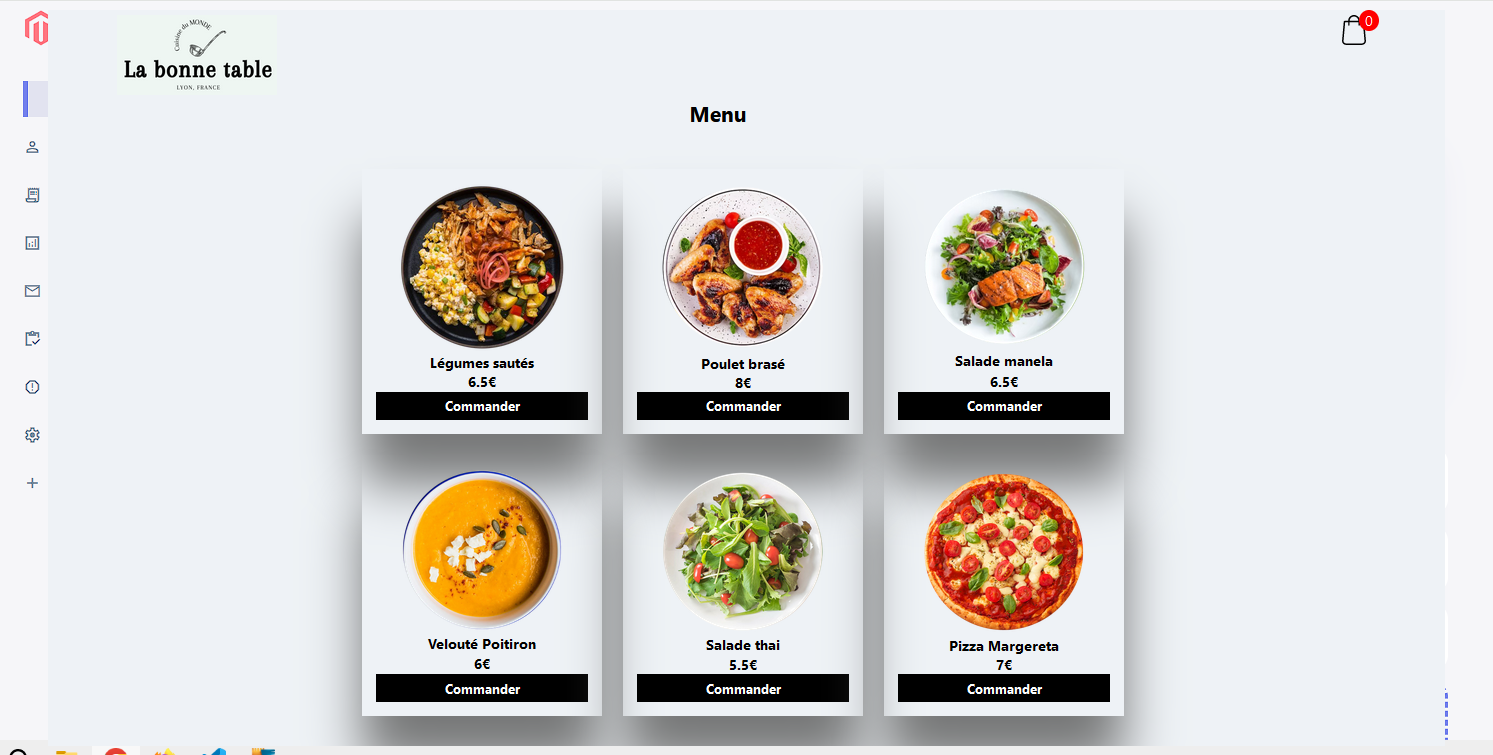 Cuisine du MONDE
La bonne table
LYON, FRANCE
0
Menu
Légumes sautés
6.5€
Commander
Poulet brasé
8€
Commander
Salade manela
6.5€
Commander
Velouté Poitiron
6€
Commander
Salade thai
5.5€
Commander
Pizza Margereta
7€
Commander